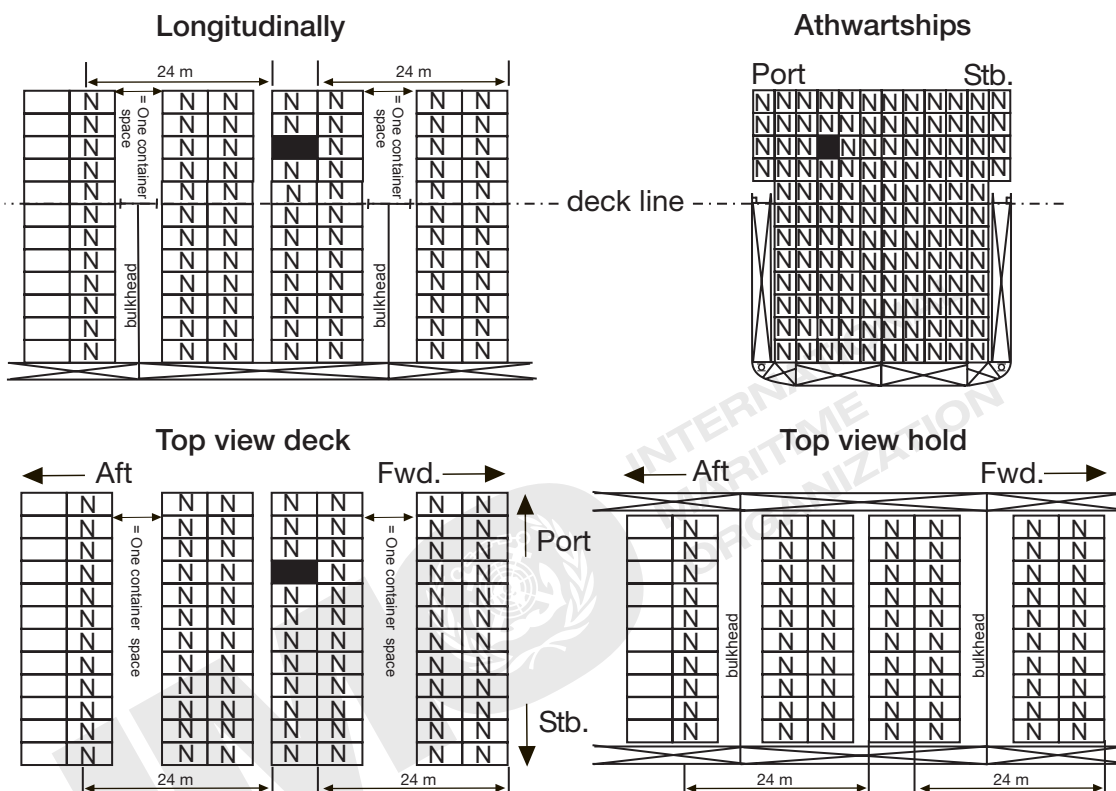 Longitudinally
24 m
24 m
N N N N N N N
N N N N N N N
N N N N N N
N N N N N N N
N N N N N N N
N N N N N N N
N N N N N N N
N N N N N N N
N N N N N N N
N N N N N N N
N N N N N N N
N N N N N N N
= One container
space
= One container
space
bulkhead
bulkhead
deck line
Athwartships
Port Stb.
N N N N N N N N N N N N
N N N N N N N N N N N N
N N N N N N N N N N N
N N N N N N N N N N N N
N N N N N N N N N N
N N N N N N N N N N
N N N N N N N N N N
N N N N N N N N N N
N N N N N N N N N N
N N N N N N N N N N
N N N N N N N N N N
N N N N N N N N N N
Top view deck
Aft Fwd.
N N N N N N N
N N N N N N N
N N N N N N N
N N N N N N
N N N N N N N
N N N N N N N
N N N N N N N
N N N N N N N
N N N N N N N
N N N N N N N
N N N N N N N
N N N N N N N
= One container space
= One container space
Port
Stb.
24 m
24 m
Top view hold
Aft Fwd.
N N N N N N N
N N N N N N N
N N N N N N N
N N N N N N N
N N N N N N N
N N N N N N N
N N N N N N N
N N N N N N N
N N N N N N N
N N N N N N N
bulkhead
bulkhead
24 m
24 m
INTERNATIONAL
MARITIME
ORGANIZATION